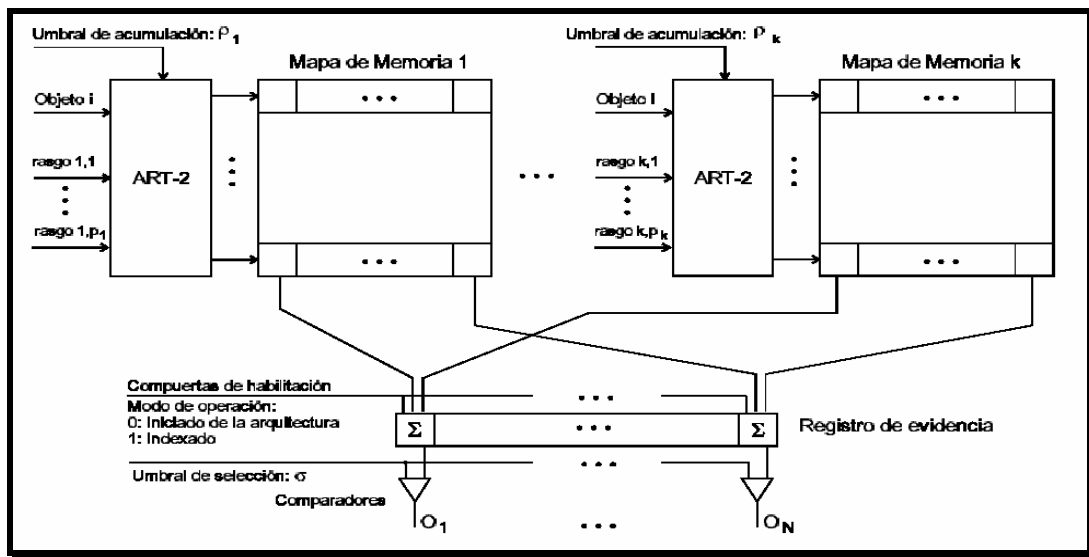 Umbral de acumulación: ρ₁
Mapa de Memoria 1
Objeto i
rasgo 1,1
ART-2
rasgo 1,p₁
Umbral de acumulación: ρ k
Mapa de Memoria k
Objeto I
rasgo k,1
ART-2
rasgo k,pk
Compuertas de habilitación
Modo de operación:
0: Iniciado de la arquitectura
1: Indexado
Σ
Σ
Registro de evidencia
Umbral de selección: σ
Comparadores
O₁
O_N